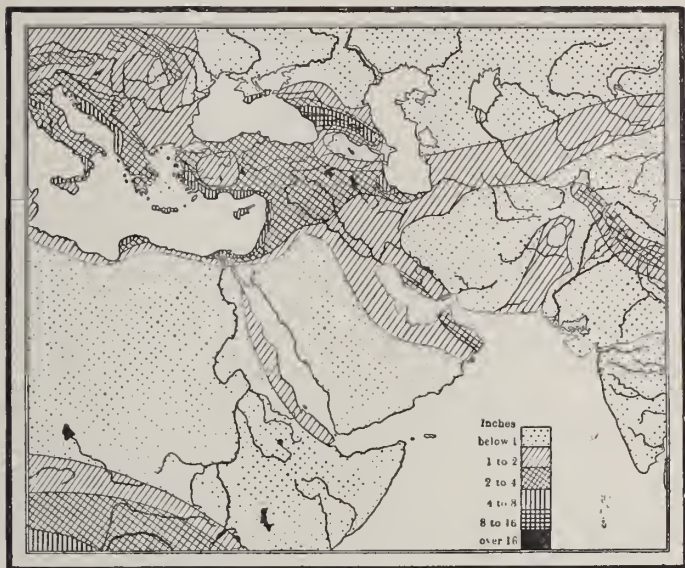 Inches
below 1
1 to 2
2 to 4
4 to 8
8 to 16
over 16